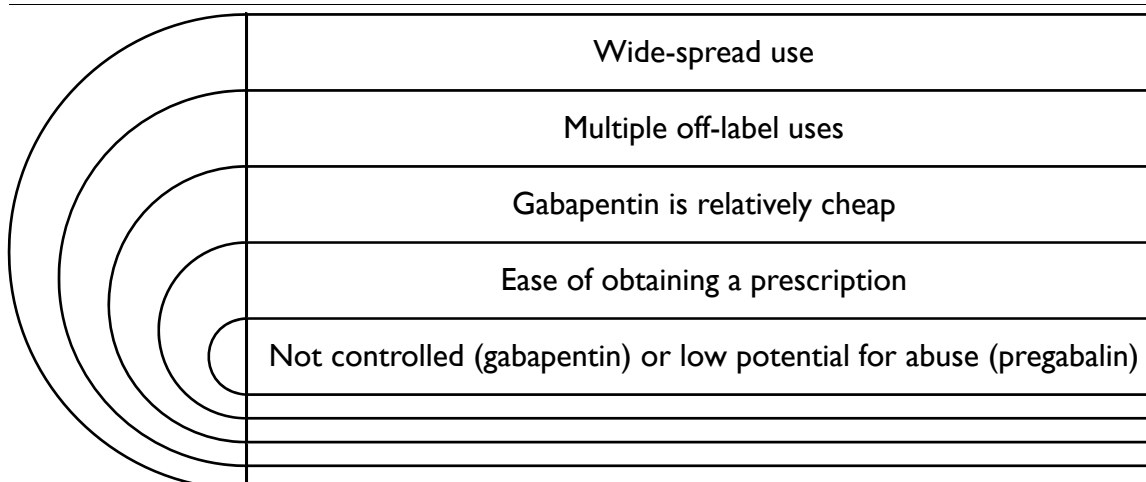 Wide-spread use
Multiple off-label uses
Gabapentin is relatively cheap
Ease of obtaining a prescription
Not controlled (gabapentin) or low potential for abuse (pregabalin)